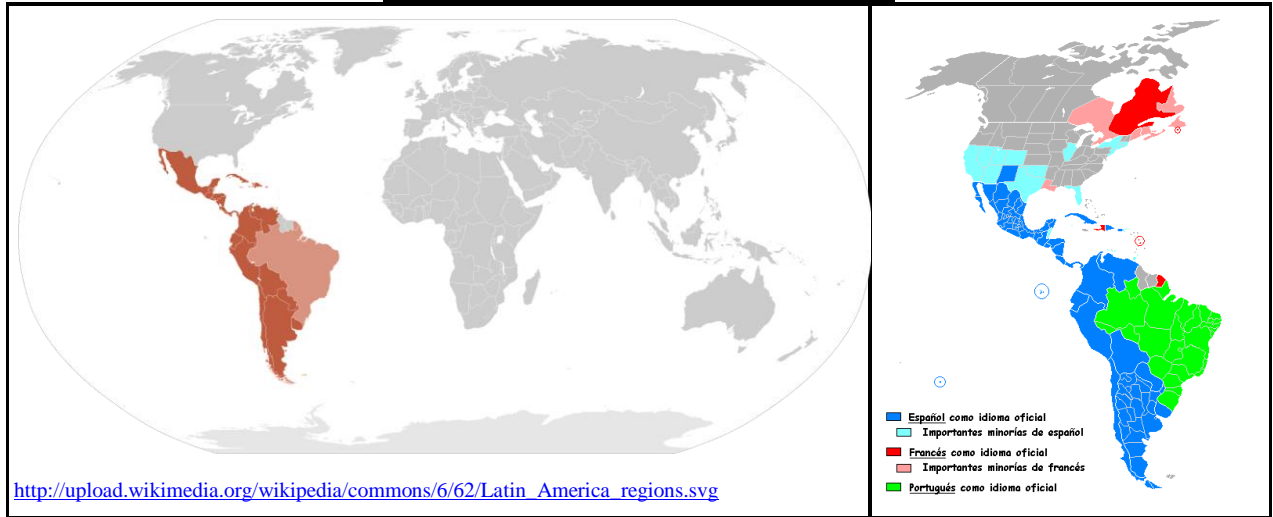 http://upload.wikimedia.org/wikipedia/commons/6/62/Latin_America_regions.svg
Español como idioma oficial
Importantes minorías de español
Francés como idioma oficial
Importantes minorías de francés
Portugués como idioma oficial